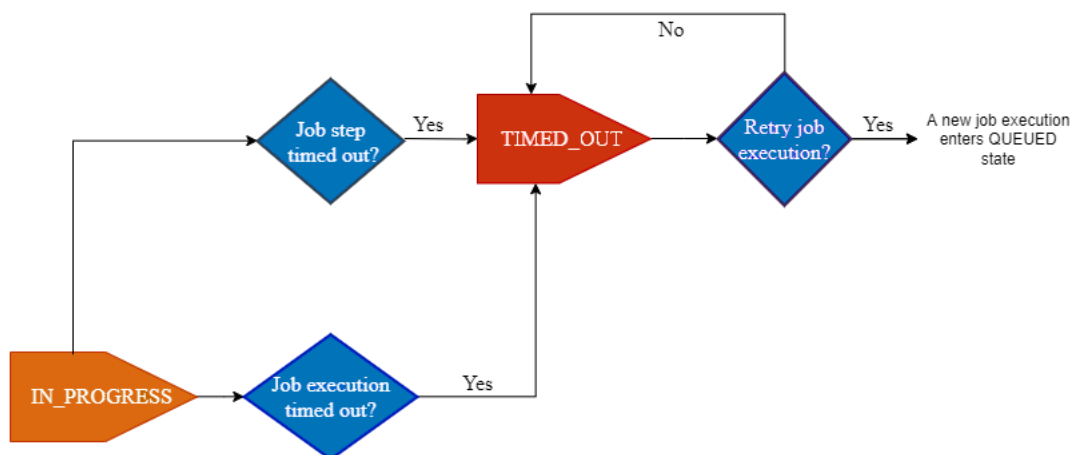 No
Job step
timed out?
Yes
TIMED_OUT
Retry job
execution?
Yes
A new job execution
enters QUEUED
state
IN_PROGRESS
Job execution
timed out?
Yes